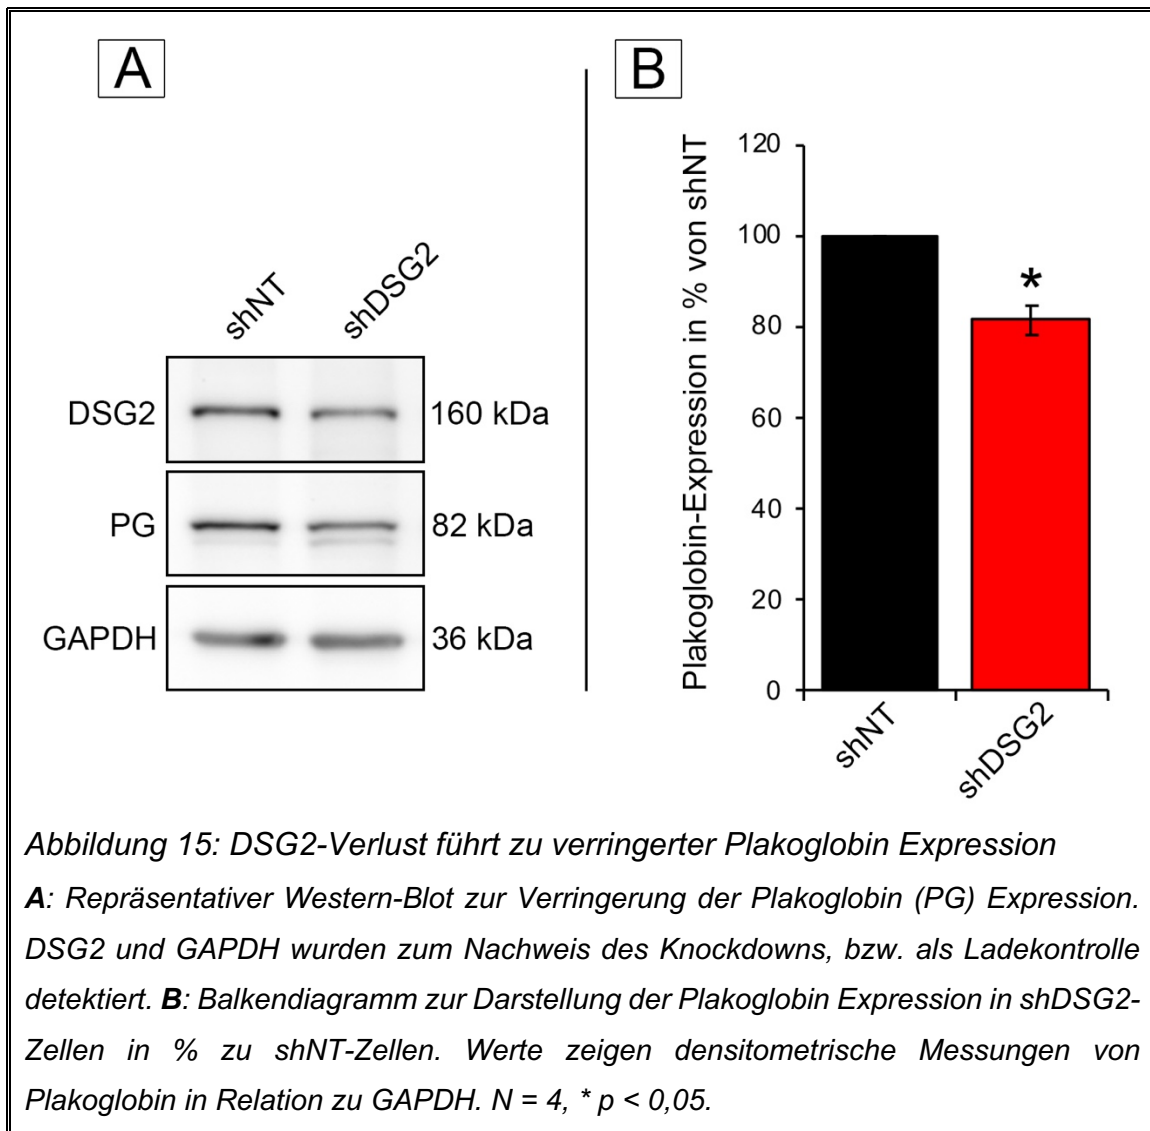 A
shNT
shDSG2
DSG2
160 kDa
PG
82 kDa
GAPDH
36 kDa
B
Plakoglobin-Expression in % von shNT
120
100
80
60
40
20
0
*
shNT
shDSG2
Abbildung 15: DSG2-Verlust führt zu verringerter Plakoglobin Expression
A: Repräsentativer Western-Blot zur Verringerung der Plakoglobin (PG) Expression.
DSG2 und GAPDH wurden zum Nachweis des Knockdowns, bzw. als Ladekontrolle
detektiert. B: Balkendiagramm zur Darstellung der Plakoglobin Expression in shDSG2-
Zellen in % zu shNT-Zellen. Werte zeigen densitometrische Messungen von
Plakoglobin in Relation zu GAPDH. N = 4, * p < 0,05.